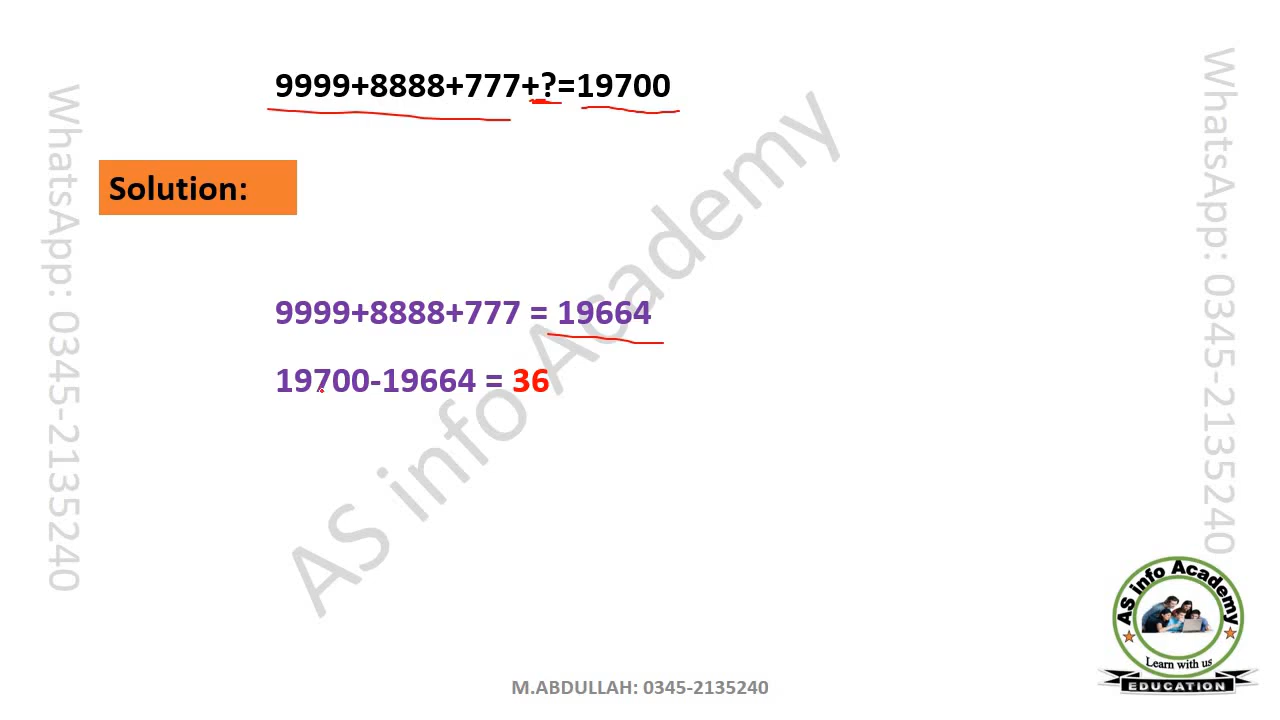 9999+8888+777+?=19700
Solution:
9999+8888+777 = 19664
19700-19664 = 36
AS info Academy
WhatsApp: 0345-2135240
WhatsApp: 0345-2135240
AS info Academy
Learn with us
EDUCATION
M.ABDULLAH: 0345-2135240